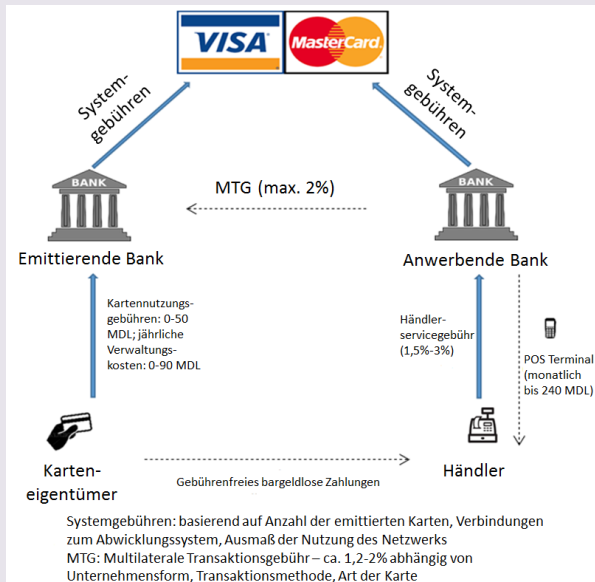 VISA
MasterCard
System-
gebühren
System-
gebühren
BANK
BANK
MTG (max. 2%)
Emittierende Bank
Anwerbende Bank
Kartennutzungs-
gebühren: 0-50
MDL; jährliche
Verwaltungs-
kosten: 0-90 MDL
Händler-
servicegebühr
(1,5%-3%)
POS Terminal
(monatlich
bis 240 MDL)
Karten-
eigentümer
Gebührenfreies bargeldlose Zahlungen
Händler
Systemgebühren: basierend auf Anzahl der emittierten Karten, Verbindungen
zum Abwicklungssystem, Ausmaß der Nutzung des Netzwerks
MTG: Multilaterale Transaktionsgebühr – ca. 1,2-2% abhängig von
Unternehmensform, Transaktionsmethode, Art der Karte